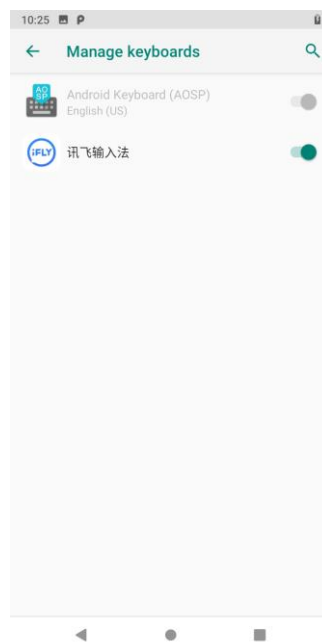 10:25
Manage keyboards
AO
SP
Android Keyboard (AOSP)
English (US)
iFLY
讯飞输入法